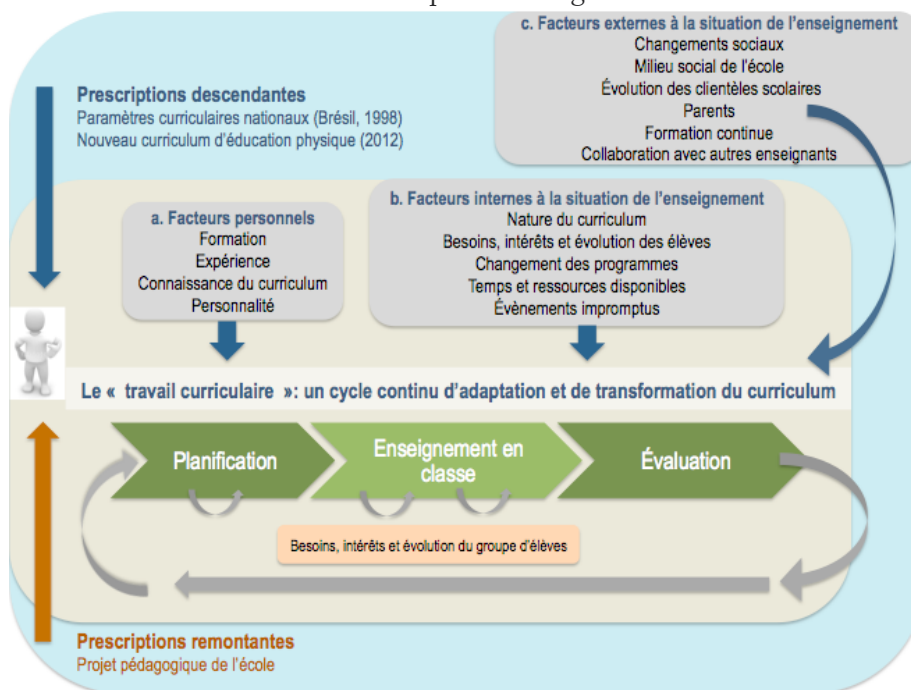 c. Facteurs externes à la situation de l'enseignement
Changements sociaux
Milieu social de l'école
Évolution des clientèles scolaires
Parents
Formation continue
Collaboration avec autres enseignants
Prescriptions descendantes
Paramètres curriculaires nationaux (Brésil, 1998)
Nouveau curriculum d'éducation physique (2012)
a. Facteurs personnels
Formation
Expérience
Connaissance du curriculum
Personnalité
b. Facteurs internes à la situation de l'enseignement
Nature du curriculum
Besoins, intérêts et évolution des élèves
Changement des programmes
Temps et ressources disponibles
Évènements impromptus
Le « travail curriculaire »: un cycle continu d'adaptation et de transformation du curriculum
Planification
Enseignement en
classe
Évaluation
Besoins, intérêts et évolution du groupe d'élèves
Prescriptions remontantes
Projet pédagogique de l'école